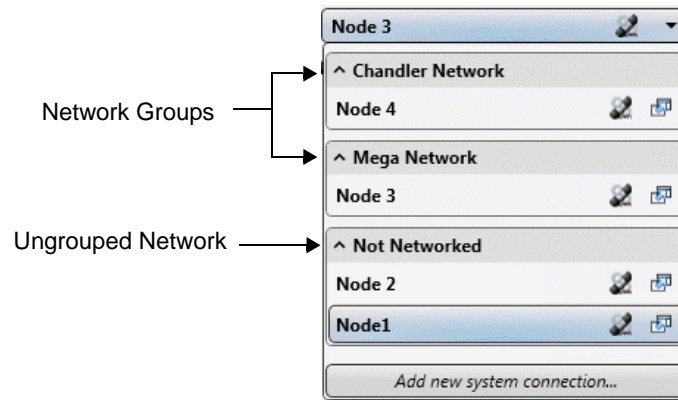 Node 3
^ Chandler Network
Network Groups
Node 4
^ Mega Network
Node 3
Ungrouped Network
^ Not Networked
Node 2
Node1
Add new system connection...